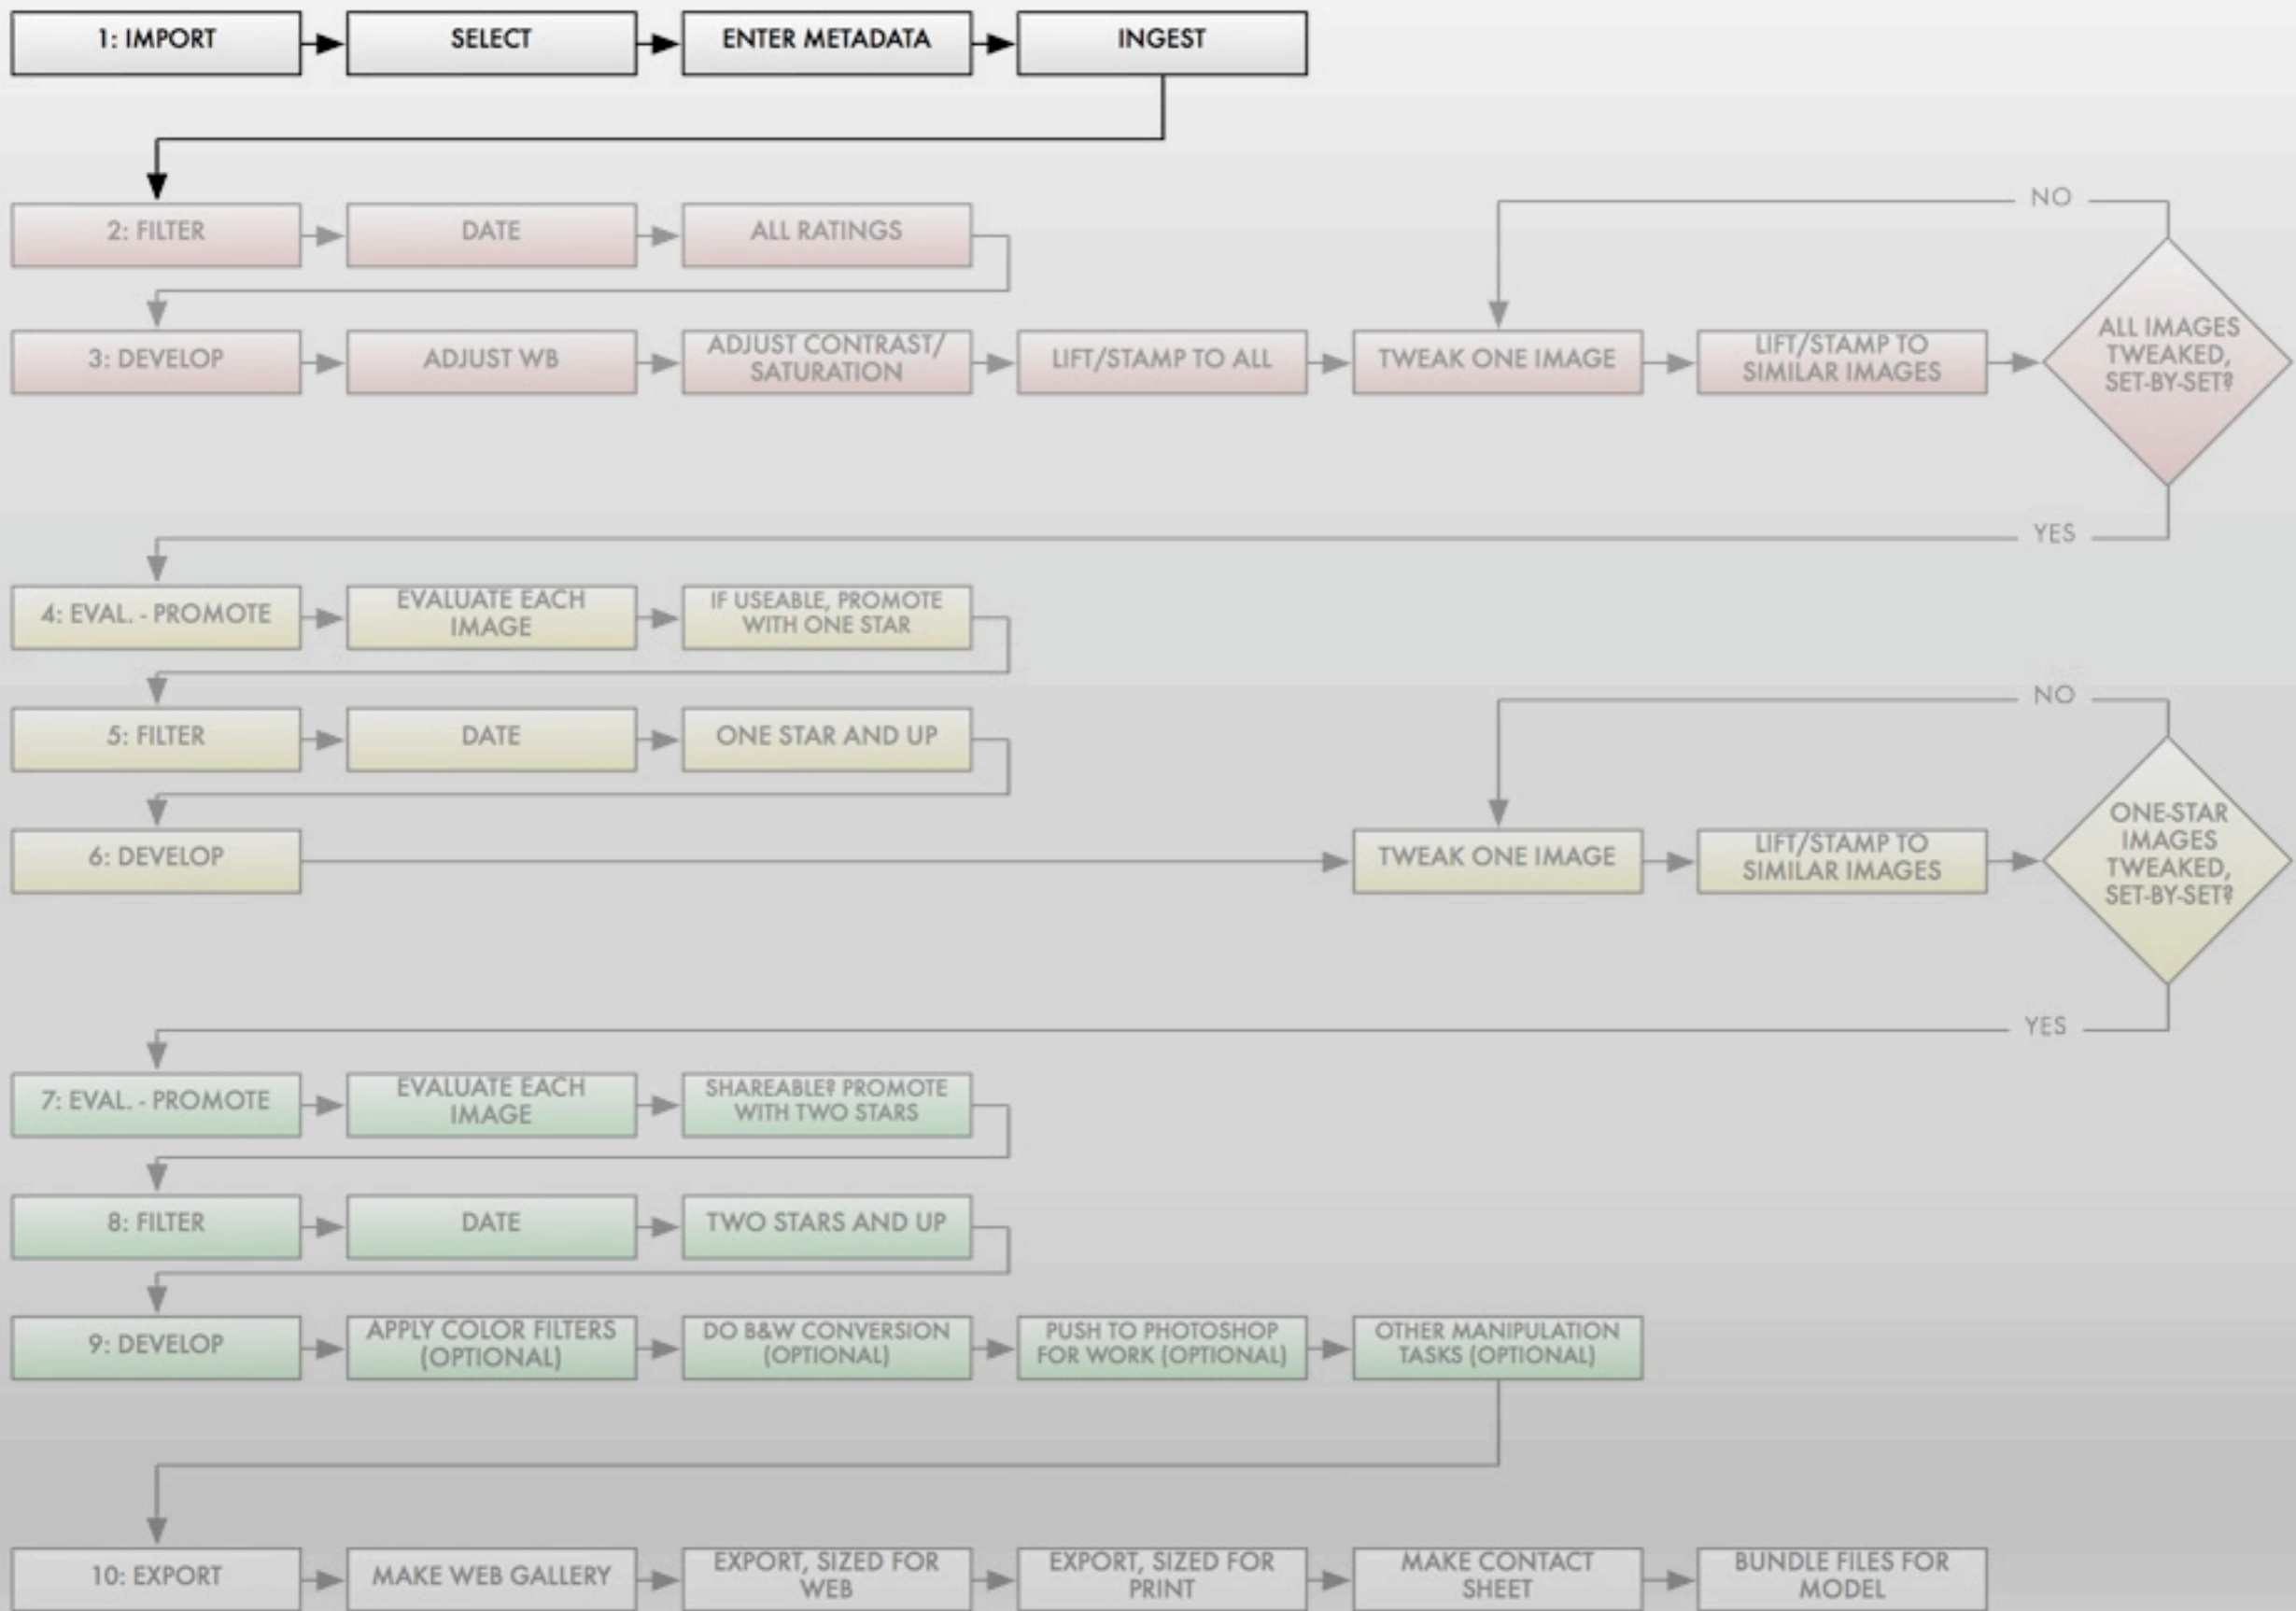 1: IMPORT
SELECT
ENTER METADATA
INGEST
2: FILTER
DATE
ALL RATINGS
NO
3: DEVELOP
ADJUST WB
ADJUST CONTRAST/
SATURATION
LIFT/STAMP TO ALL
TWEAK ONE IMAGE
LIFT/STAMP TO
SIMILAR IMAGES
ALL IMAGES
TWEAKED,
SET-BY-SET?
YES
4: EVAL. - PROMOTE
EVALUATE EACH
IMAGE
IF USEABLE, PROMOTE
WITH ONE STAR
5: FILTER
DATE
ONE STAR AND UP
NO
6: DEVELOP
TWEAK ONE IMAGE
LIFT/STAMP TO
SIMILAR IMAGES
ONE-STAR
IMAGES
TWEAKED,
SET-BY-SET?
YES
7: EVAL. - PROMOTE
EVALUATE EACH
IMAGE
SHAREABLE? PROMOTE
WITH TWO STARS
8: FILTER
DATE
TWO STARS AND UP
9: DEVELOP
APPLY COLOR FILTERS
(OPTIONAL)
DO B&W CONVERSION
(OPTIONAL)
PUSH TO PHOTOSHOP
FOR WORK (OPTIONAL)
OTHER MANIPULATION
TASKS (OPTIONAL)
10: EXPORT
MAKE WEB GALLERY
EXPORT, SIZED FOR
WEB
EXPORT, SIZED FOR
PRINT
MAKE CONTACT
SHEET
BUNDLE FILES FOR
MODEL